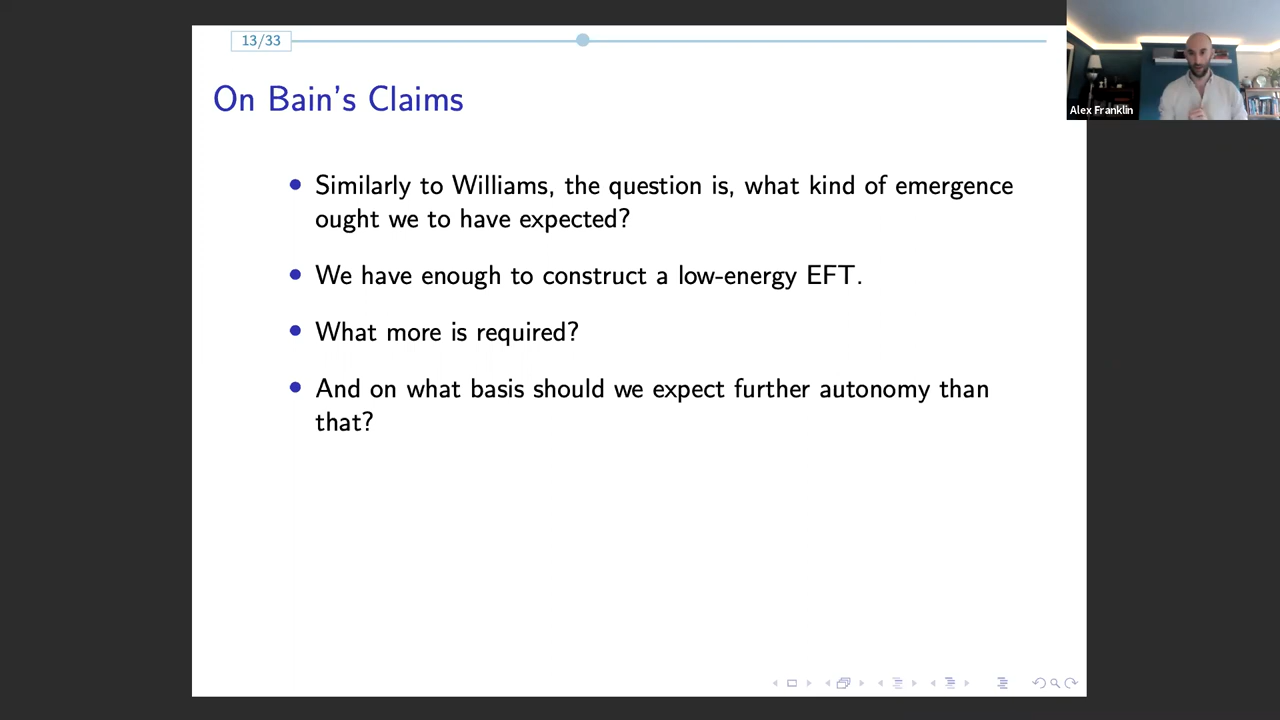 13/33
On Bain's Claims
Alex Franklin
Similarly to Williams, the question is, what kind of emergence
ought we to have expected?
We have enough to construct a low-energy EFT.
What more is required?
And on what basis should we expect further autonomy than
that?